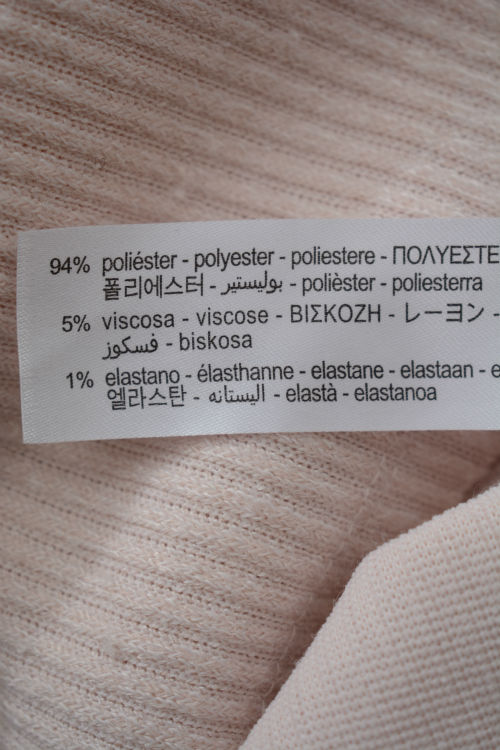 94% poliéster - polyester - poliestere - ΠΟΛΥΕΣΤΕ
폴리에스터 - بوليستير - polièster - poliesterra
5% viscosa - viscose - ΒΙΣΚΟΖΗ - レーヨン -
فسكوز - biskosa
1% elastano - élasthanne - elastane - elastaan - e
엘라스탄 - اليستانه - elastà - elastanoa